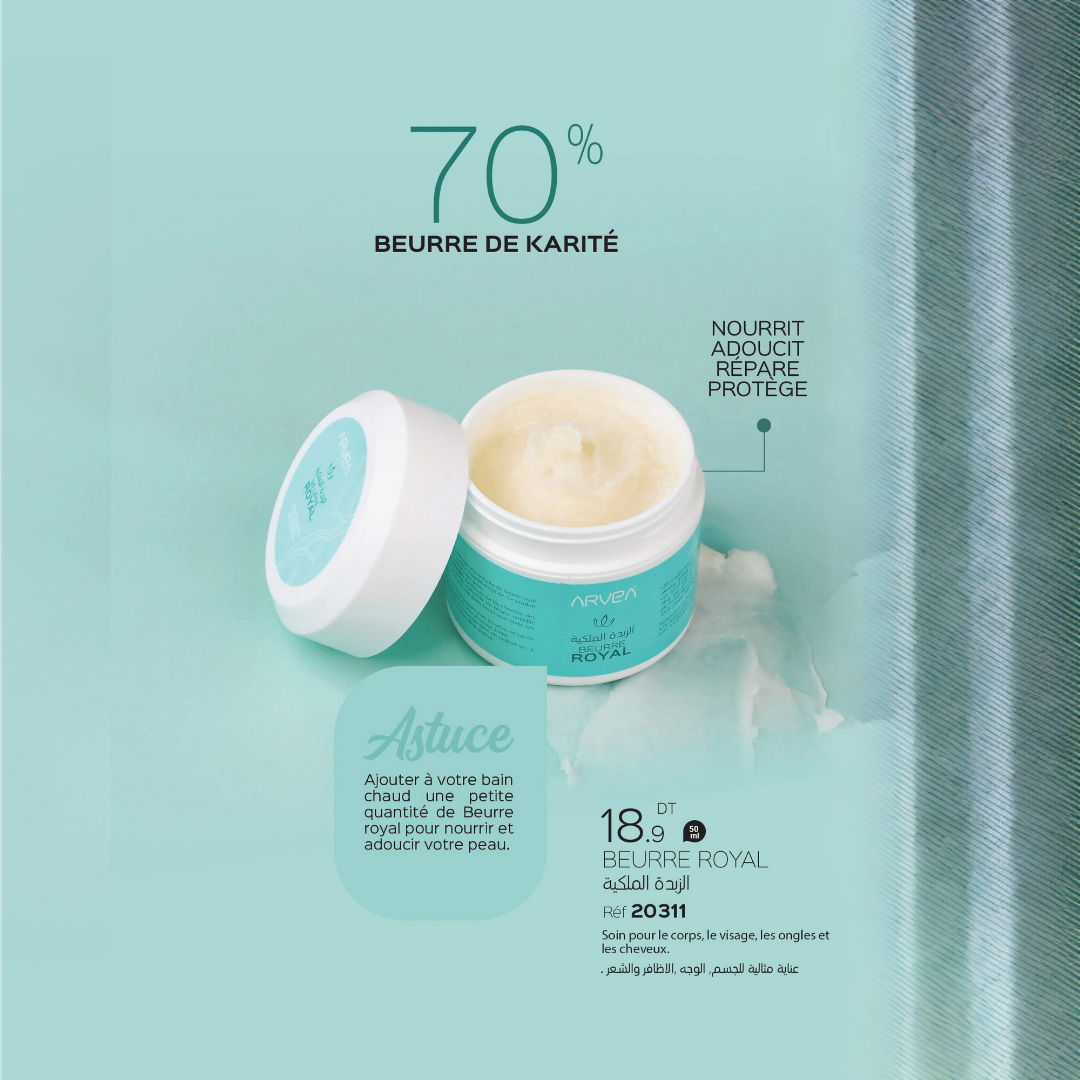 70%
BEURRE DE KARITÉ
NOURRIT
ADOUCIT
RÉPARE
PROTÈGE
ARVEA
ROYAL
ARVEA
الزبدة الملكية
BEURRE
ROYAL
Astuce
Ajouter à votre bain
chaud une petite
quantité de Beurre
royal pour nourrir et
adoucir votre peau.
18.9 DT 50 ml
BEURRE ROYAL
الزبدة الملكية
Réf 20311
Soin pour le corps, le visage, les ongles et
les cheveux.
عناية مثالية للجسم, الوجه, الاظافر والشعر .